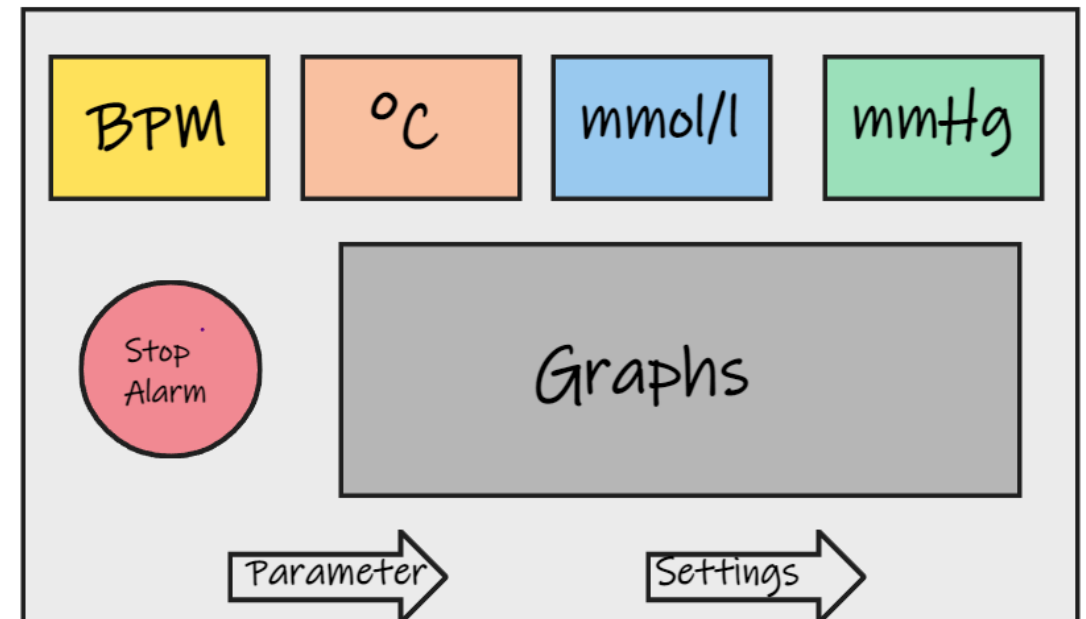 BPM
°C
mmol/l
mmHg
Stop
Alarm
Graphs
Parameter
Settings